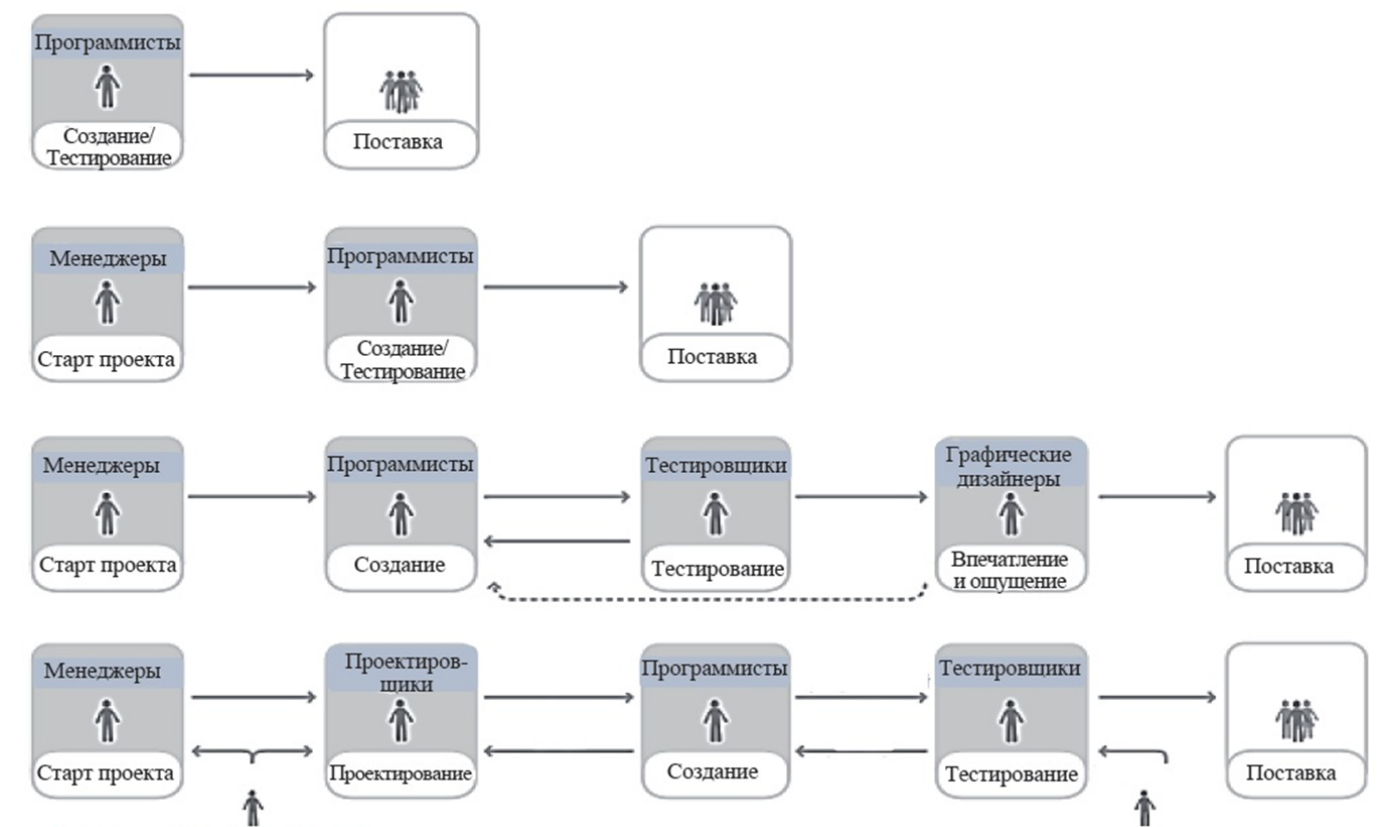 Программисты
Создание/
Тестирование
Поставка
Менеджеры
Старт проекта
Программисты
Создание/
Тестирование
Поставка
Менеджеры
Старт проекта
Программисты
Создание
Тестировщики
Тестирование
Графические
дизайнеры
Впечатление
и ощущение
Поставка
Менеджеры
Старт проекта
Проектиров-
щики
Проектирование
Программисты
Создание
Тестировщики
Тестирование
Поставка